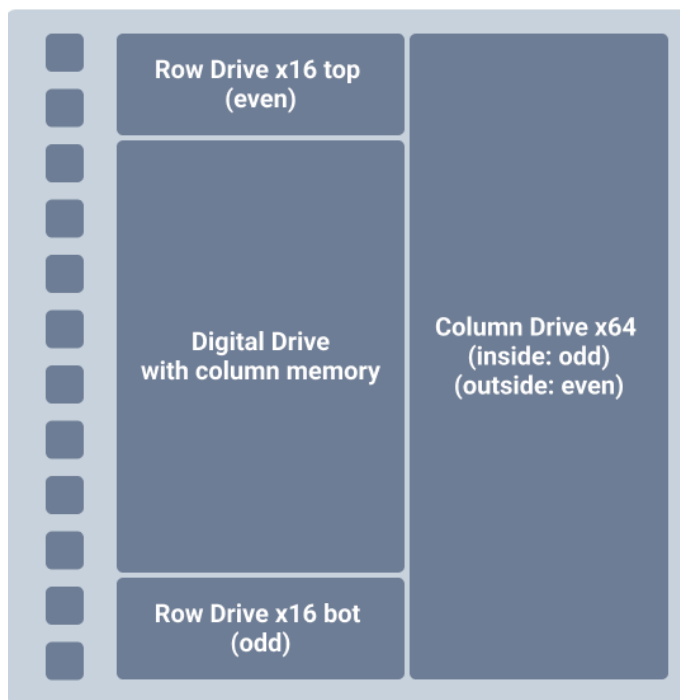 Row Drive x16 top
(even)
Digital Drive
with column memory
Column Drive x64
(inside: odd)
(outside: even)
Row Drive x16 bot
(odd)